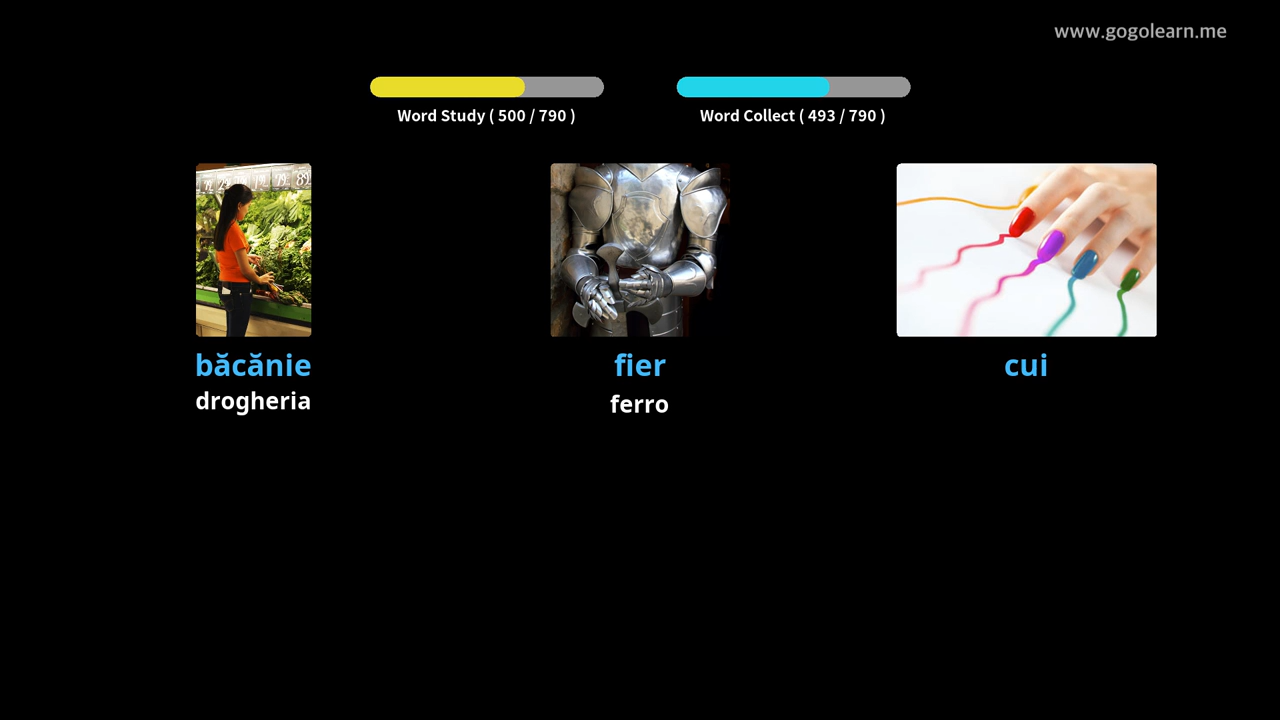 www.gogolearn.me
Word Study ( 500 / 790 )
Word Collect ( 493 / 790 )
băcănie
fier
cui
drogheria
ferro